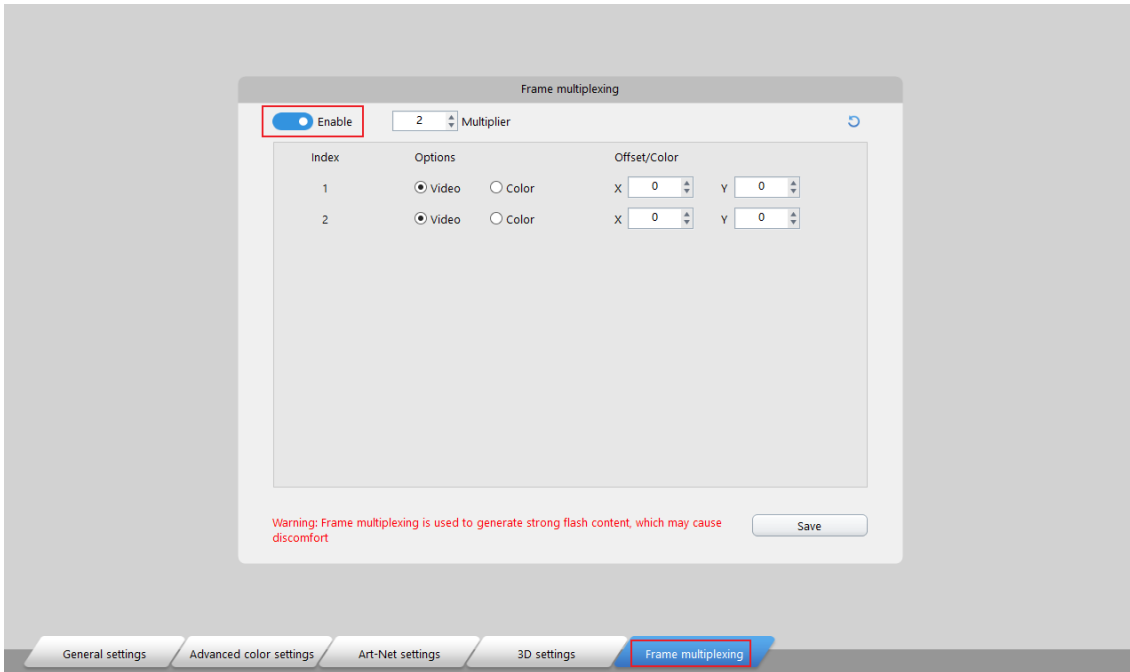 Frame multiplexing
Enable 2 Multiplier
Index Options Offset/Color
1 Video Color X 0 Y 0
2 Video Color X 0 Y 0
Warning: Frame multiplexing is used to generate strong flash content, which may cause
discomfort
Save
General settings Advanced color settings Art-Net settings 3D settings Frame multiplexing